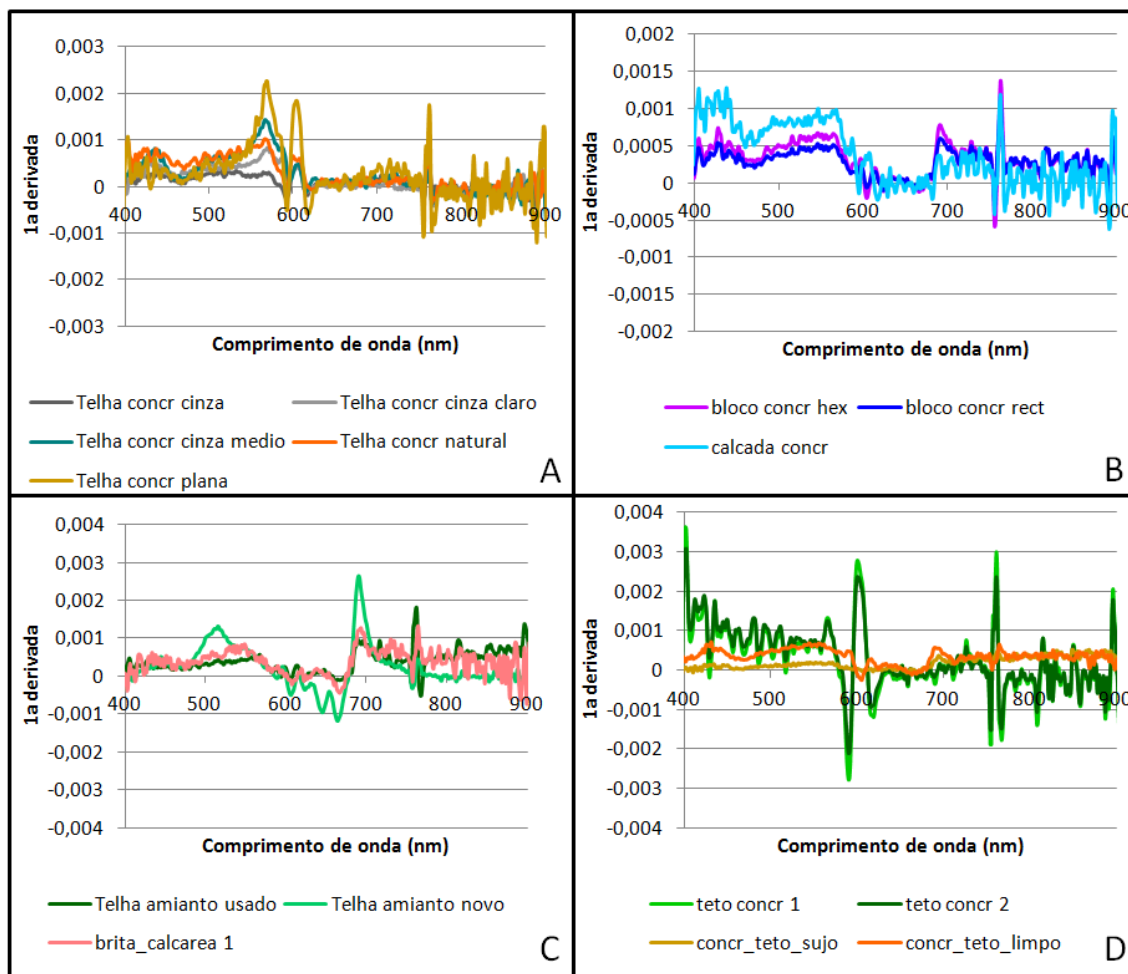 0,003
0,002
0,001
0
-0,001
-0,002
-0,003
1a derivada
400 500 600 700 800 900
Comprimento de onda (nm)
Telha concr cinza Telha concr cinza claro
Telha concr cinza medio Telha concr natural
Telha concr plana
A
0,002
0,0015
0,001
0,0005
0
-0,0005
-0,001
-0,0015
-0,002
1a derivada
400 500 600 700 800 900
Comprimento de onda (nm)
bloco concr hex bloco concr rect
calcada concr
B
0,004
0,003
0,002
0,001
0
-0,001
-0,002
-0,003
-0,004
1a derivada
400 500 600 700 800 900
Comprimento de onda (nm)
Telha amianto usado Telha amianto novo
brita_calcarea 1
C
0,004
0,003
0,002
0,001
0
-0,001
-0,002
-0,003
-0,004
1a derivada
400 500 600 700 800 900
Comprimento de onda (nm)
teto concr 1 teto concr 2
concr_teto_sujo concr_teto_limpo
D